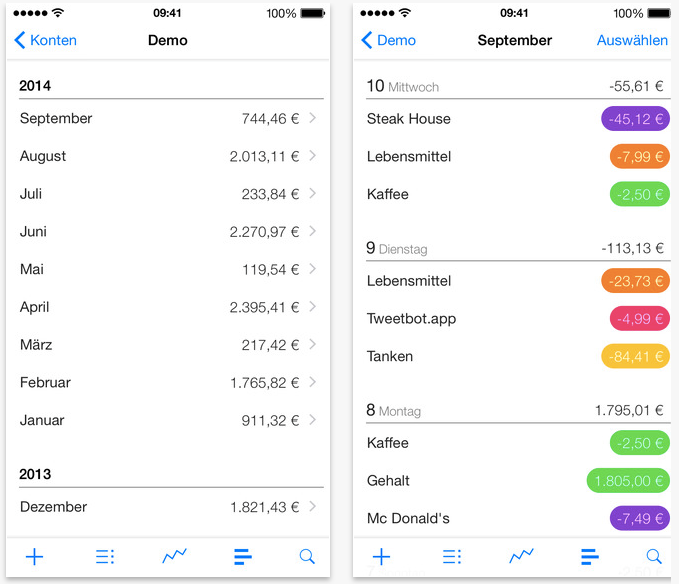 09:41 100%
Konten Demo
2014
September 744,46 €
August 2.013,11 €
Juli 233,84 €
Juni 2.270,97 €
Mai 119,54 €
April 2.395,41 €
März 217,42 €
Februar 1.765,82 €
Januar 911,32 €
2013
Dezember 1.821,43 €
09:41 100%
Demo September Auswählen
10 Mittwoch -55,61 €
Steak House -45,12 €
Lebensmittel -7,99 €
Kaffee -2,50 €
9 Dienstag -113,13 €
Lebensmittel -23,73 €
Tweetbot.app -4,99 €
Tanken -84,41 €
8 Montag 1.795,01 €
Kaffee -2,50 €
Gehalt 1.805,00 €
Mc Donald's -7,49 €